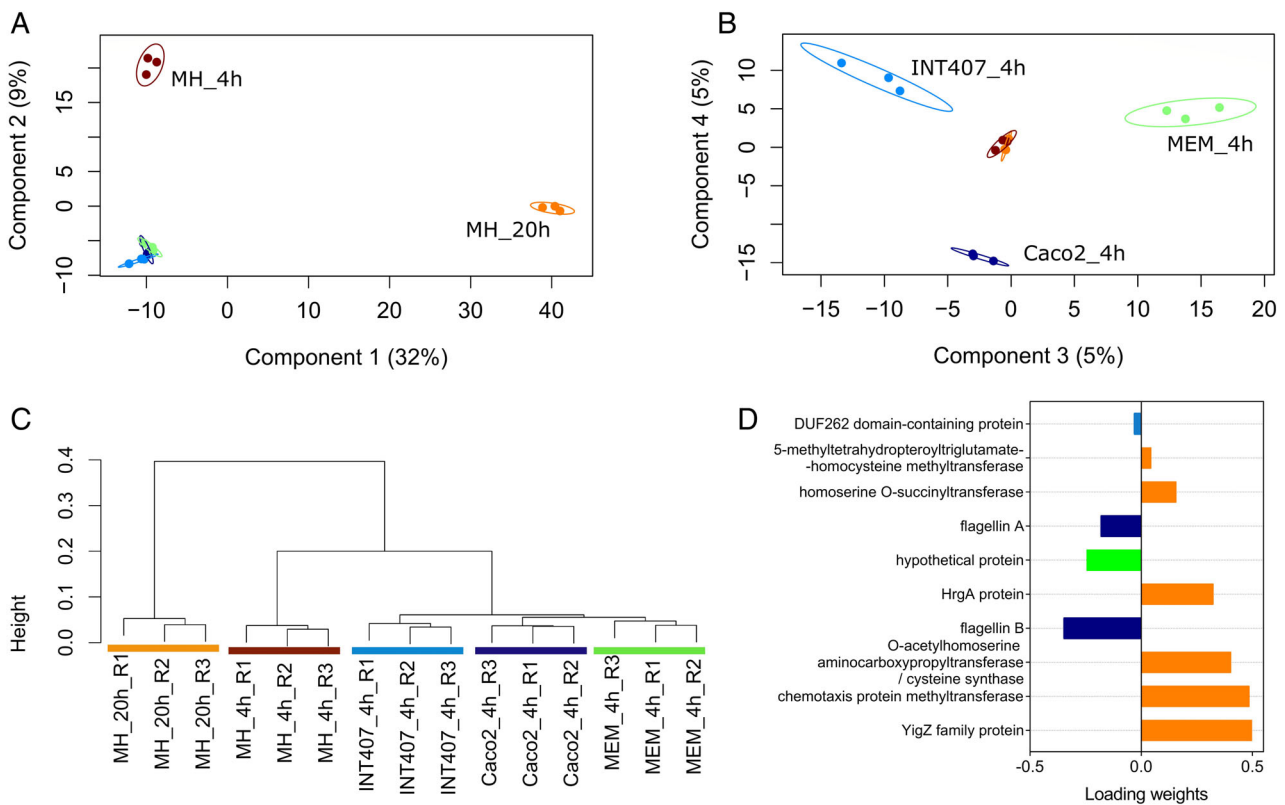 A
Component 2 (9%)
15
5
0
−10
MH_4h
MH_20h
−10
0
10
20
30
40
Component 1 (32%)
B
Component 4 (5%)
10
5
0
−5
−15
INT407_4h
MEM_4h
Caco2_4h
−15
−10
−5
0
5
10
15
20
Component 3 (5%)
C
Height
0.4
0.3
0.2
0.1
0.0
MH_20h_R1
MH_20h_R2
MH_20h_R3
MH_4h_R1
MH_4h_R2
MH_4h_R3
INT407_4h_R1
INT407_4h_R2
INT407_4h_R3
Caco2_4h_R3
Caco2_4h_R1
Caco2_4h_R2
MEM_4h_R3
MEM_4h_R1
MEM_4h_R2
D
DUF262 domain-containing protein
5-methyltetrahydropteroyltriglutamate-
-homocysteine methyltransferase
homoserine O-succinyltransferase
flagellin A
hypothetical protein
HrgA protein
flagellin B
O-acetylhomoserine
aminocarboxypropyltransferase
/ cysteine synthase
chemotaxis protein methyltransferase
YigZ family protein
-0.5
0.0
0.5
Loading weights